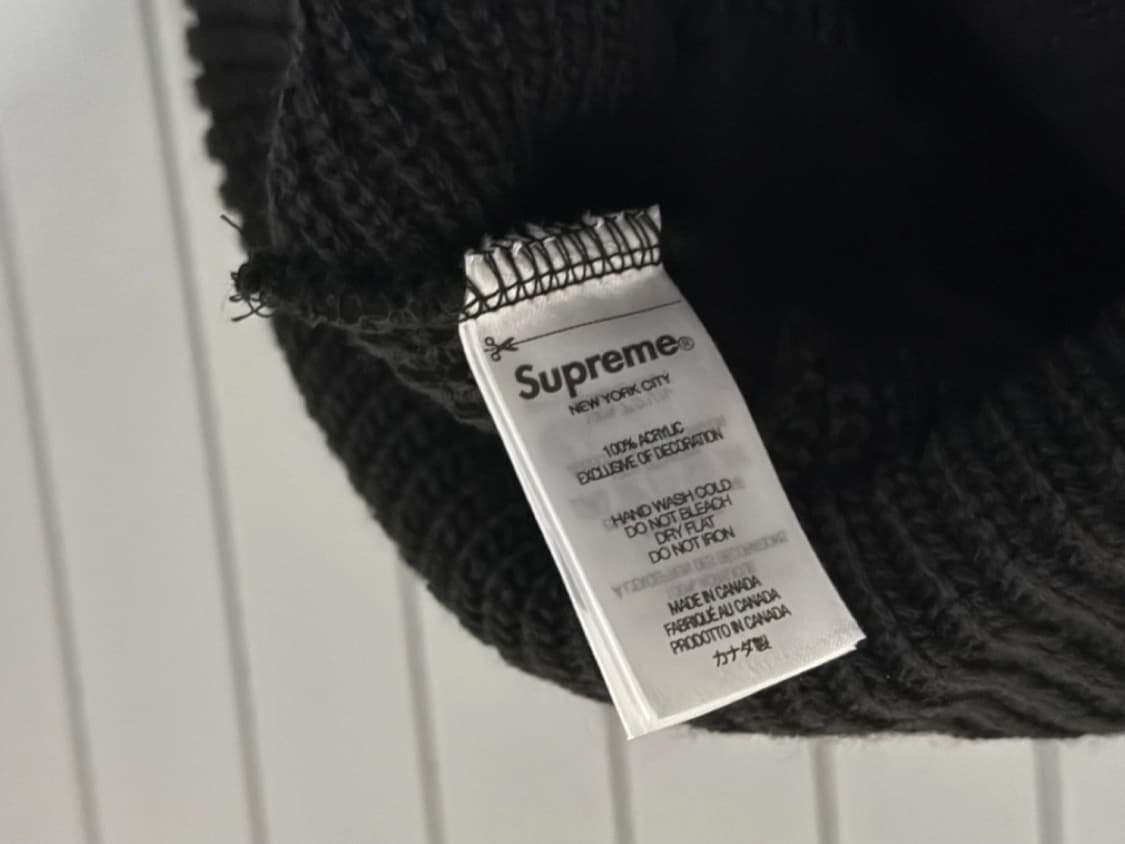 Supreme®
NEW YORK CITY
100% ACRYLIC
EXCLUSIVE OF DECORATION
HAND WASH COLD
DO NOT BLEACH
DRY FLAT
DO NOT IRON
MADE IN CANADA
FABRIQUÉ AU CANADA
PRODOTTO IN CANADA
カナダ製